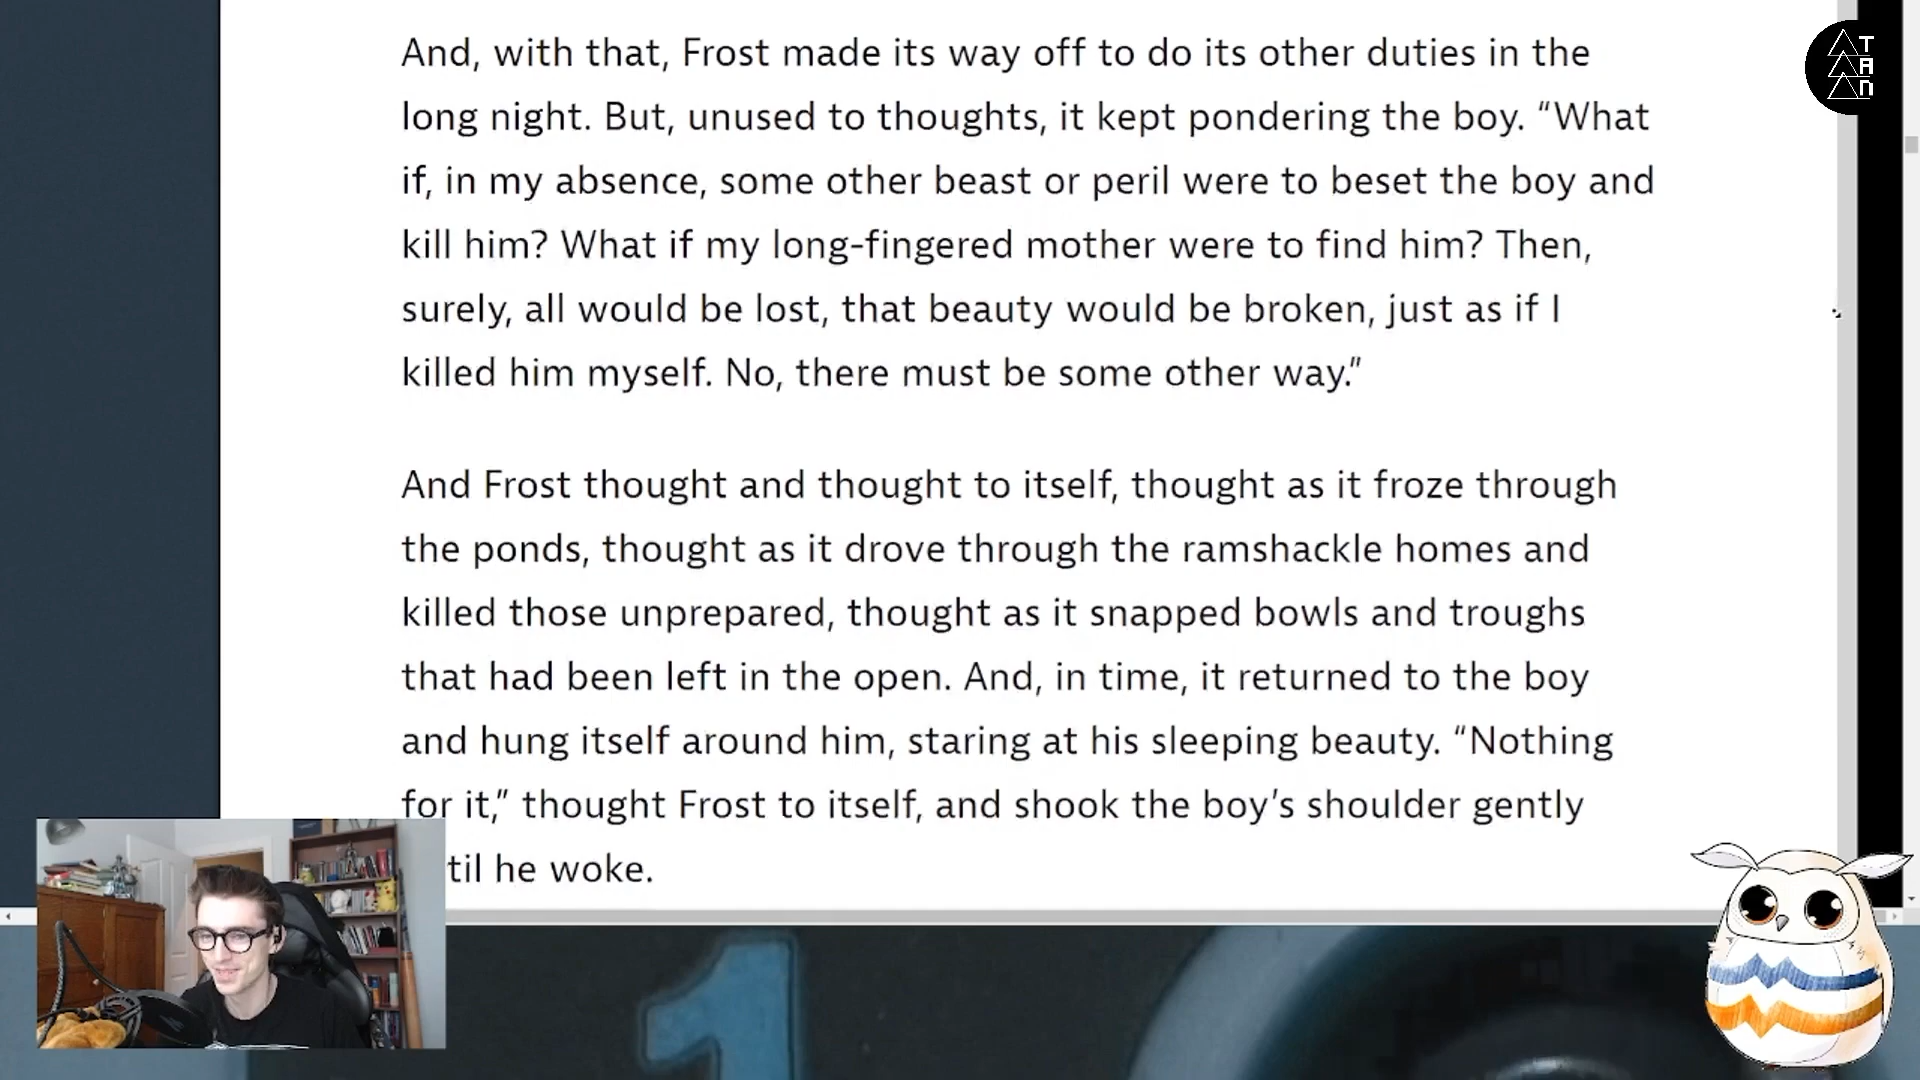 And, with that, Frost made its way off to do its other duties in the
long night. But, unused to thoughts, it kept pondering the boy. “What
if, in my absence, some other beast or peril were to beset the boy and
kill him? What if my long-fingered mother were to find him? Then,
surely, all would be lost, that beauty would be broken, just as if I
killed him myself. No, there must be some other way.”
And Frost thought and thought to itself, thought as it froze through
the ponds, thought as it drove through the ramshackle homes and
killed those unprepared, thought as it snapped bowls and troughs
that had been left in the open. And, in time, it returned to the boy
and hung itself around him, staring at his sleeping beauty. “Nothing
for it,” thought Frost to itself, and shook the boy’s shoulder gently
til he woke.
TAN
1